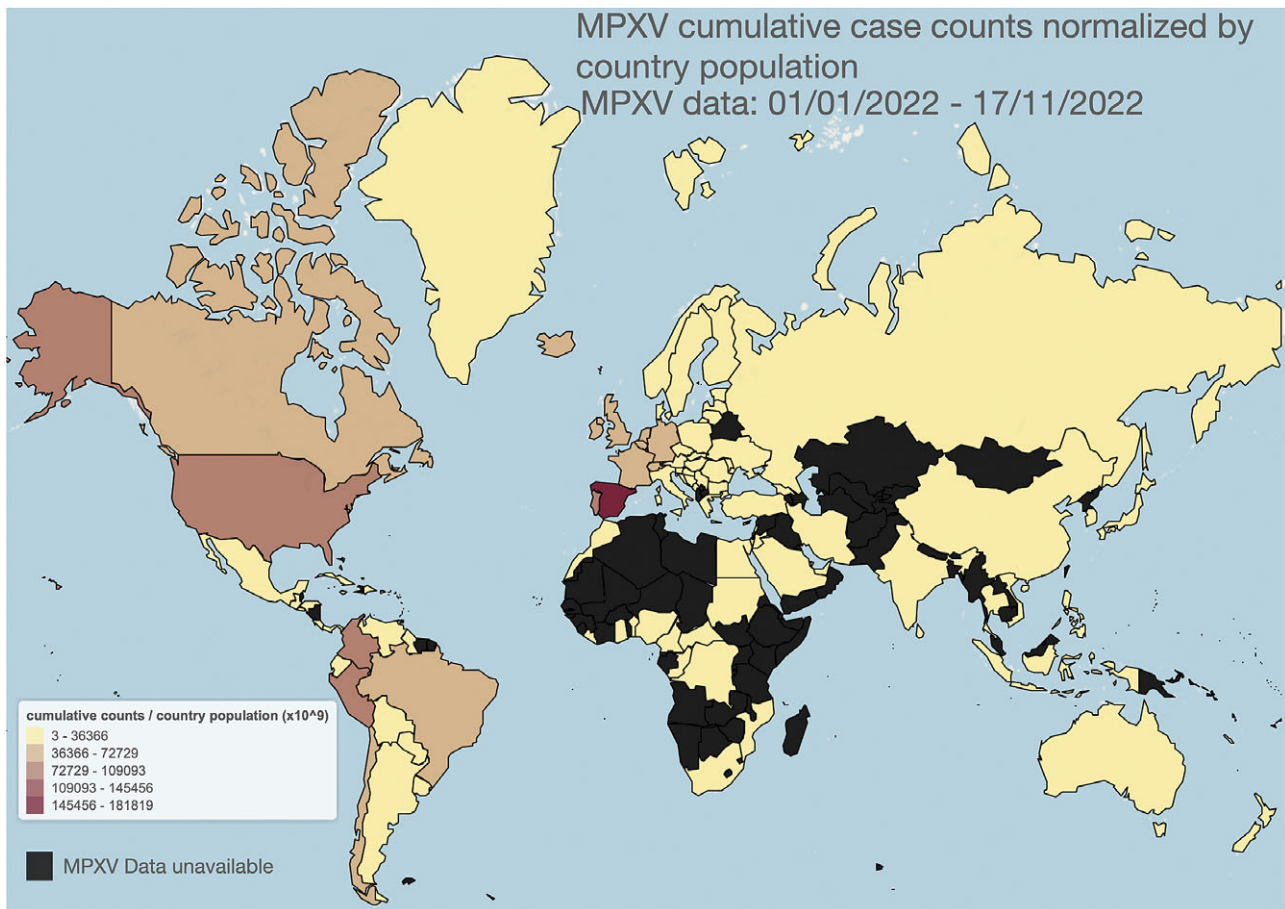 MPXV cumulative case counts normalized by
country population
MPXV data: 01/01/2022 - 17/11/2022
cumulative counts / country population (x10^9)
3 - 36366
36366 - 72729
72729 - 109093
109093 - 145456
145456 - 181819
MPXV Data unavailable